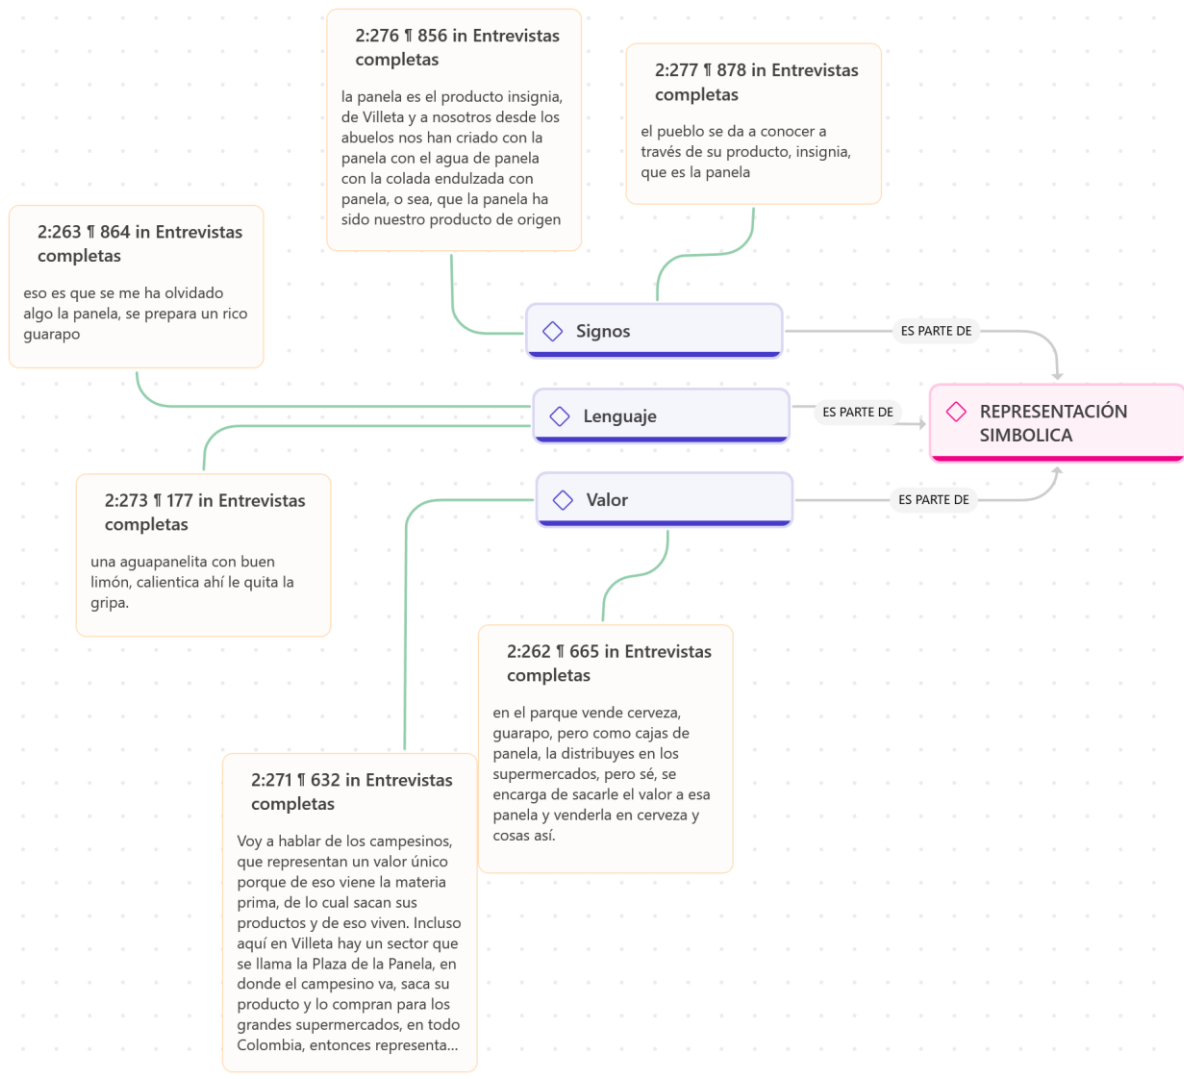 2:276 ¶ 856 in Entrevistas
completas
la panela es el producto insignia,
de Villeta y a nosotros desde los
abuelos nos han criado con la
panela con el agua de panela
con la colada endulzada con
panela, o sea, que la panela ha
sido nuestro producto de origen
2:277 ¶ 878 in Entrevistas
completas
el pueblo se da a conocer a
través de su producto, insignia,
que es la panela
2:263 ¶ 864 in Entrevistas
completas
eso es que se me ha olvidado
algo la panela, se prepara un rico
guarapo
Signos
ES PARTE DE
Lenguaje
ES PARTE DE
REPRESENTACIÓN
SIMBOLICA
2:273 ¶ 177 in Entrevistas
completas
una aguapanelita con buen
limón, calientica ahí le quita la
gripa.
Valor
ES PARTE DE
2:262 ¶ 665 in Entrevistas
completas
en el parque vende cerveza,
guarapo, pero como cajas de
panela, la distribuyes en los
supermercados, pero sé, se
encarga de sacarle el valor a esa
panela y venderla en cerveza y
cosas así.
2:271 ¶ 632 in Entrevistas
completas
Voy a hablar de los campesinos,
que representan un valor único
porque de eso viene la materia
prima, de lo cual sacan sus
productos y de eso viven. Incluso
aquí en Villeta hay un sector que
se llama la Plaza de la Panela, en
donde el campesino va, saca su
producto y lo compran para los
grandes supermercados, en todo
Colombia, entonces representa...